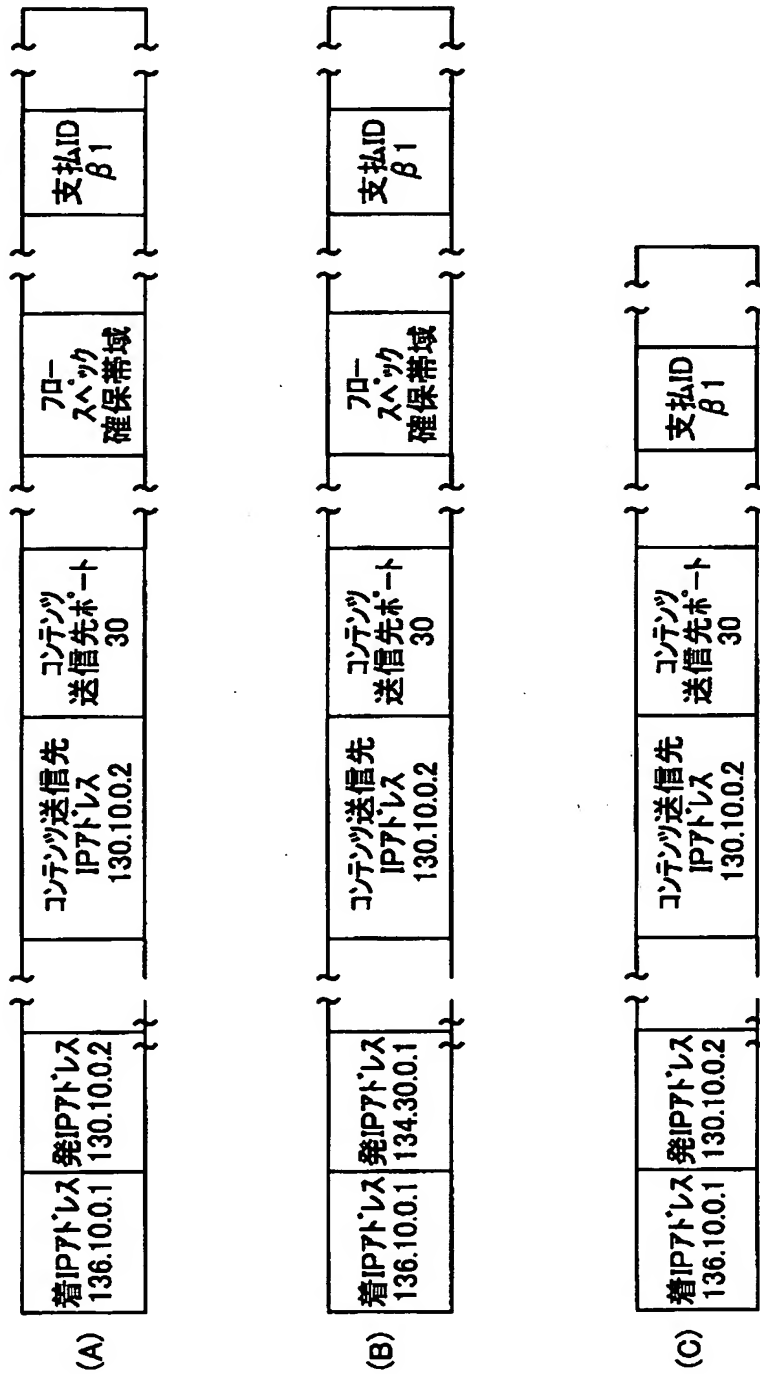 (A)
着IPアドレス
136.10.0.1
発IPアドレス
130.10.0.2
コンテンツ送信先
IPアドレス
130.10.0.2
コンテンツ
送信先ポート
30
フロー
スペック
確保帯域
支払ID
β1
(B)
着IPアドレス
136.10.0.1
発IPアドレス
134.30.0.1
コンテンツ送信先
IPアドレス
130.10.0.2
コンテンツ
送信先ポート
30
フロー
スペック
確保帯域
支払ID
β1
(C)
着IPアドレス
136.10.0.1
発IPアドレス
130.10.0.2
コンテンツ送信先
IPアドレス
130.10.0.2
コンテンツ
送信先ポート
30
支払ID
β1